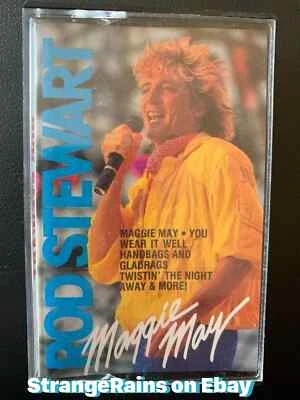 ROD STEWART
MAGGIE MAY • YOU
WEAR IT WELL
HANDBAGS AND
GLADRAGS
TWISTIN' THE NIGHT
AWAY & MORE!
Maggie May
StrangeRains on Ebay